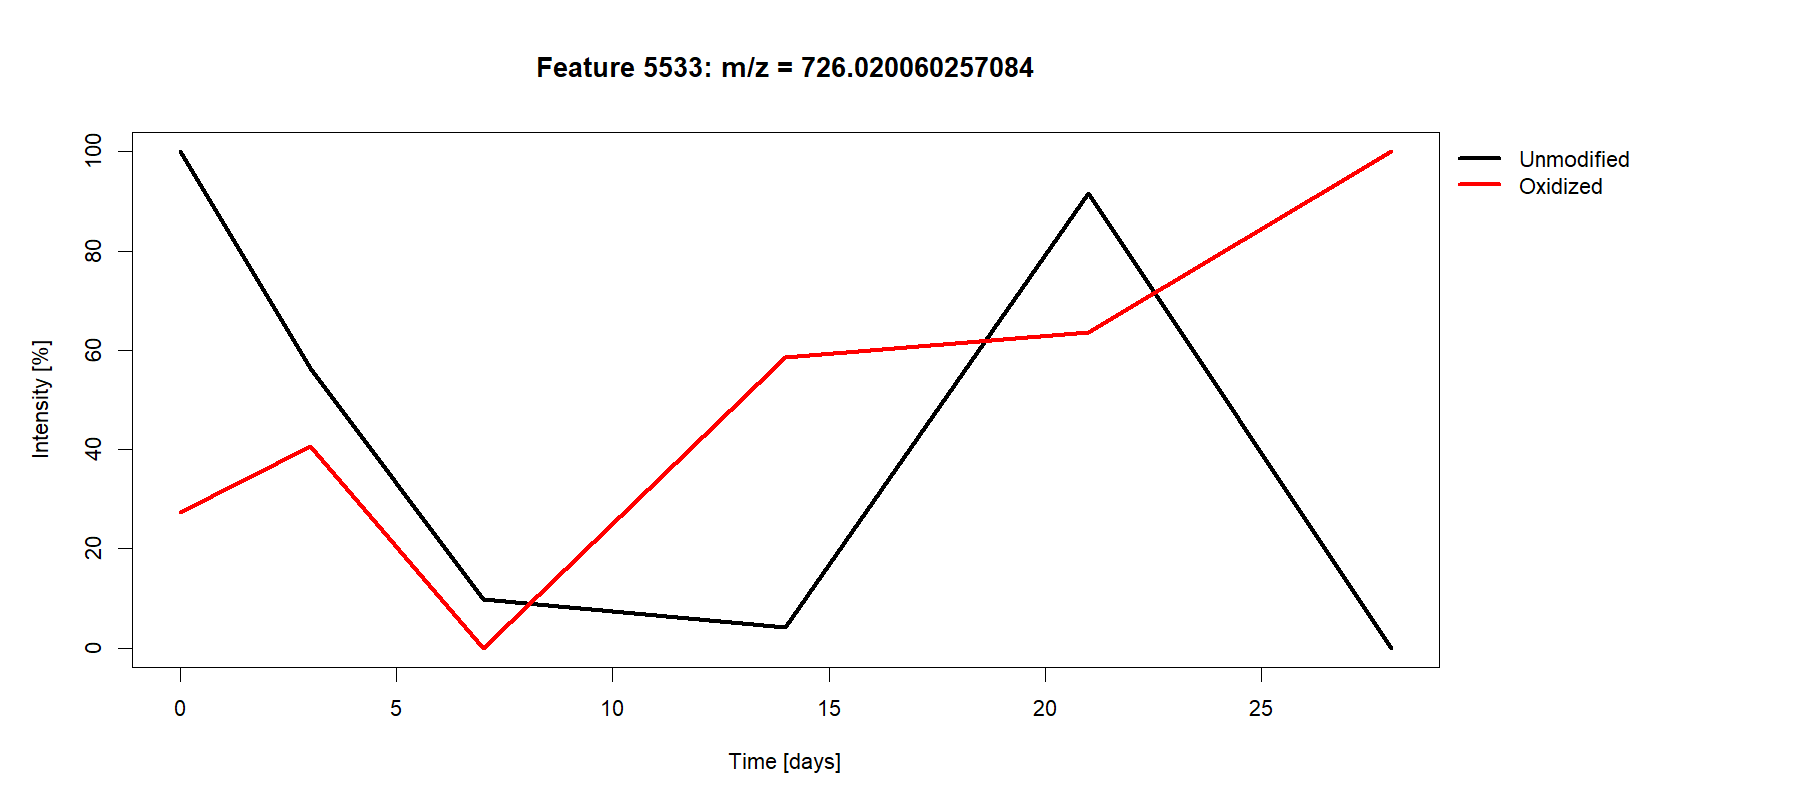 Feature 5533: m/z = 726.020060257084
Unmodified
Oxidized
Intensity [%]
100
80
60
40
20
0
0 5 10 15 20 25
Time [days]